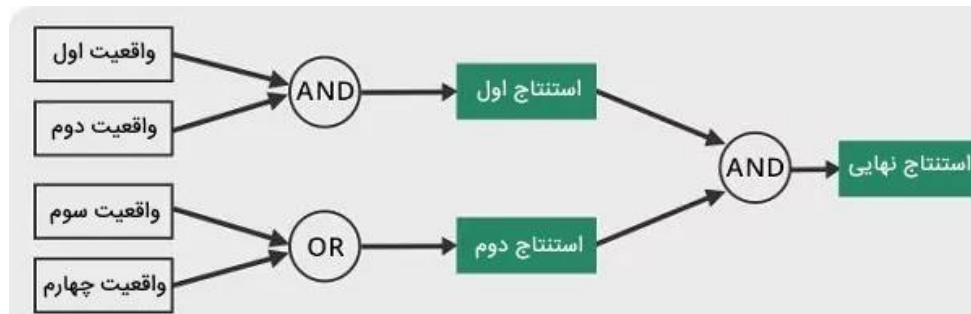 واقعیت اول
واقعیت دوم
AND
استنتاج اول
واقعیت سوم
واقعیت چهارم
OR
استنتاج دوم
AND
استنتاج نهایی